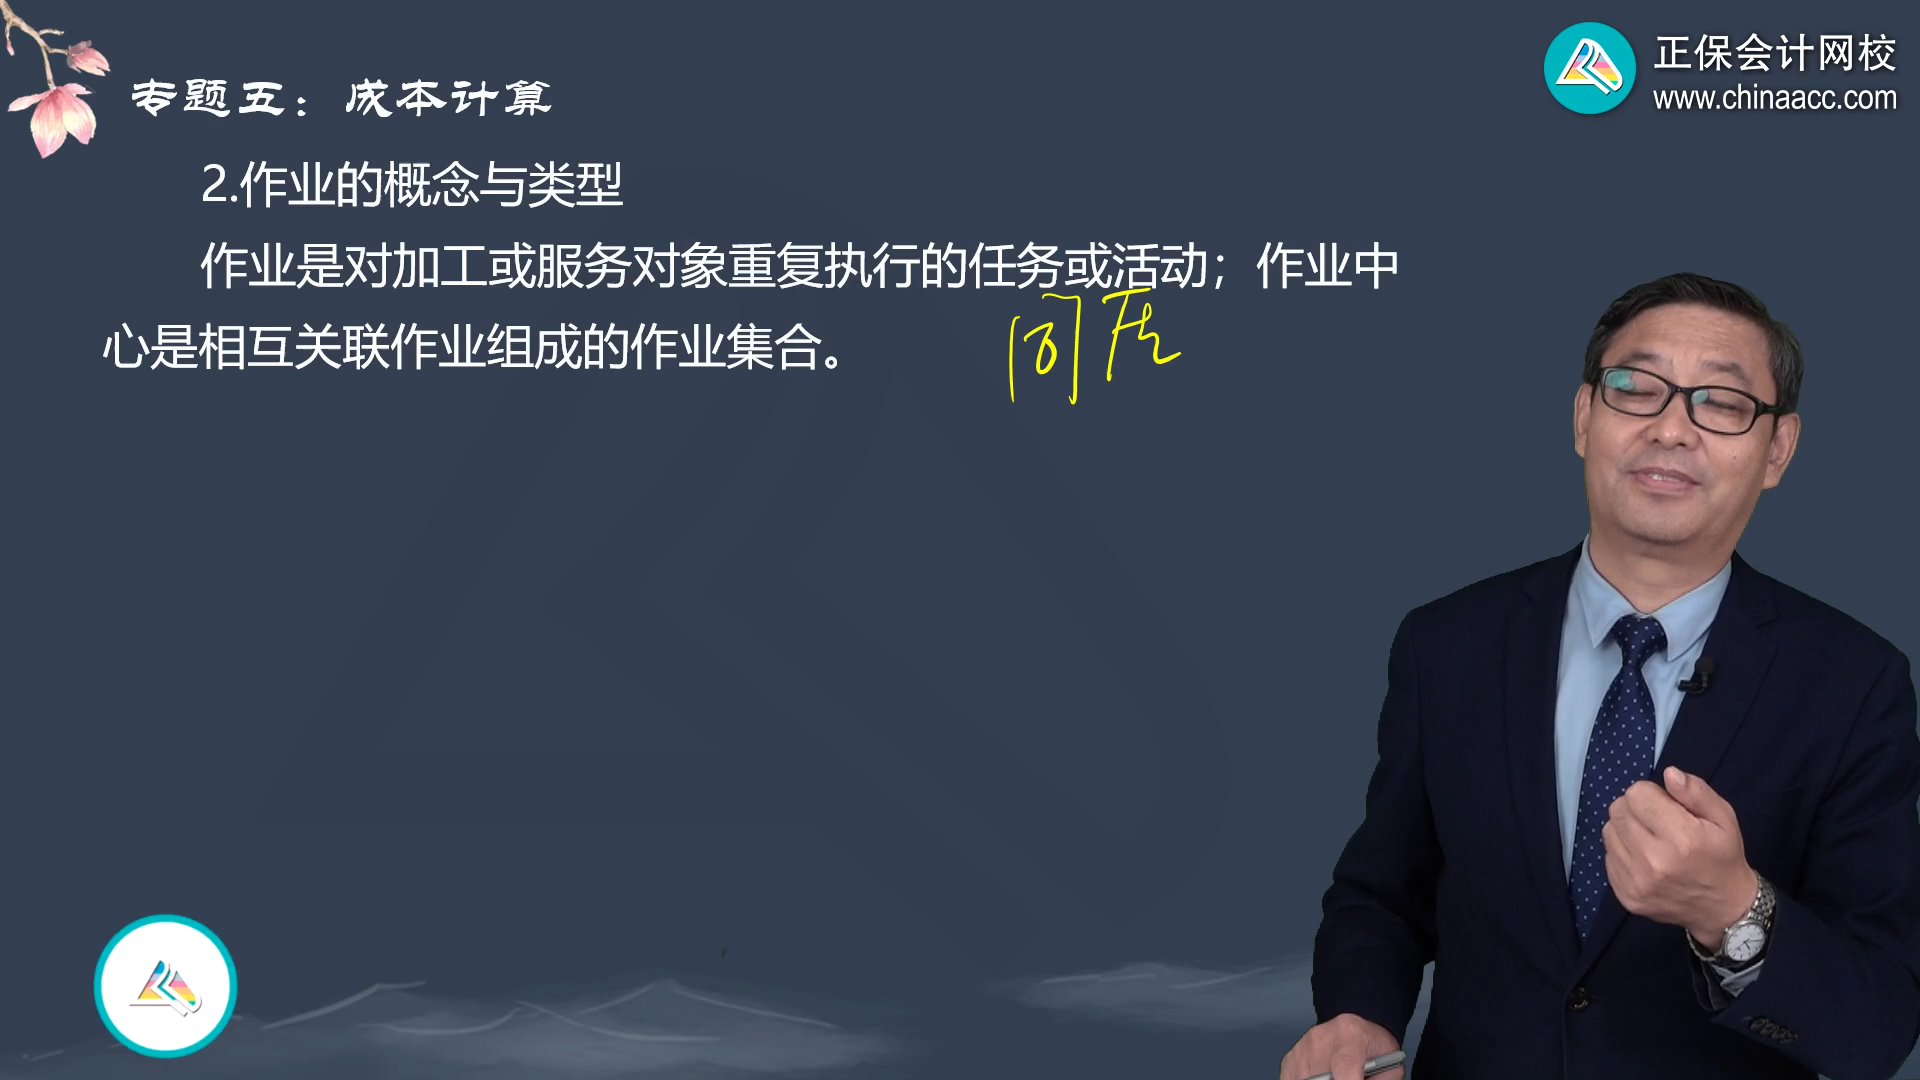 正保会计网校
www.chinaacc.com
专题五：成本计算
2.作业的概念与类型
作业是对加工或服务对象重复执行的任务或活动；作业中
心是相互关联作业组成的作业集合。
同质